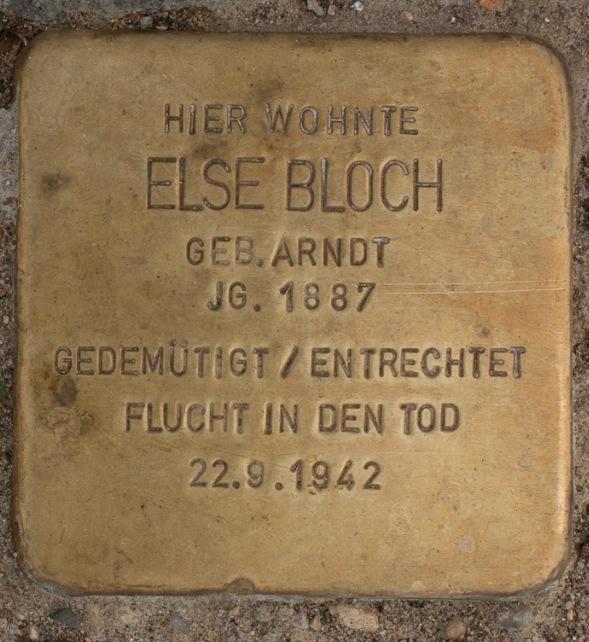 HIER WOHNTE
ELSE BLOCH
GEB. ARNDT
JG. 1887
GEDEMÜTIGT / ENTRECHTET
FLUCHT IN DEN TOD
22.9.1942